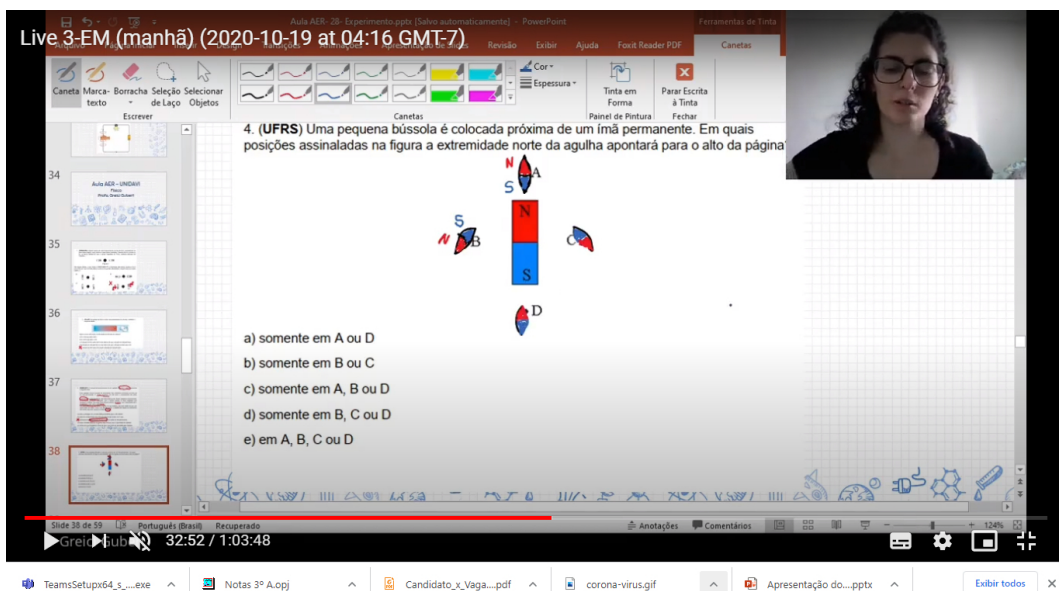 Aula AER- 28- Experimento.pptx [Salvo automaticamente] - PowerPoint
Ferramentas de Tinta
Live 3-EM (manhã) (2020-10-19 at 04:16 GMT-7)
Revisão Exibir Ajuda Foxit Reader PDF Canetas
Caneta Marca-texto Borracha Seleção de Laço Selecionar Objetos
Cor
Espessura
Tinta em Forma
Parar Escrita à Tinta
Escrever Canetas Painel de Pintura Fechar
4. (UFRS) Uma pequena bússola é colocada próxima de um ímã permanente. Em quais
posições assinaladas na figura a extremidade norte da agulha apontará para o alto da página
N A
S
N
S
N B
C
S
D
a) somente em A ou D
b) somente em B ou C
c) somente em A, B ou D
d) somente em B, C ou D
e) em A, B, C ou D
34
Aula AER - UNIDAVI
35
36
37
38
Slide 38 de 59 Português (Brasil) Recuperado Anotações Comentários 124%
32:52 / 1:03:48
TeamsSetupx64_s_....exe Notas 3º A.opj Candidato_x_Vaga....pdf corona-virus.gif Apresentação do....pptx Exibir todos